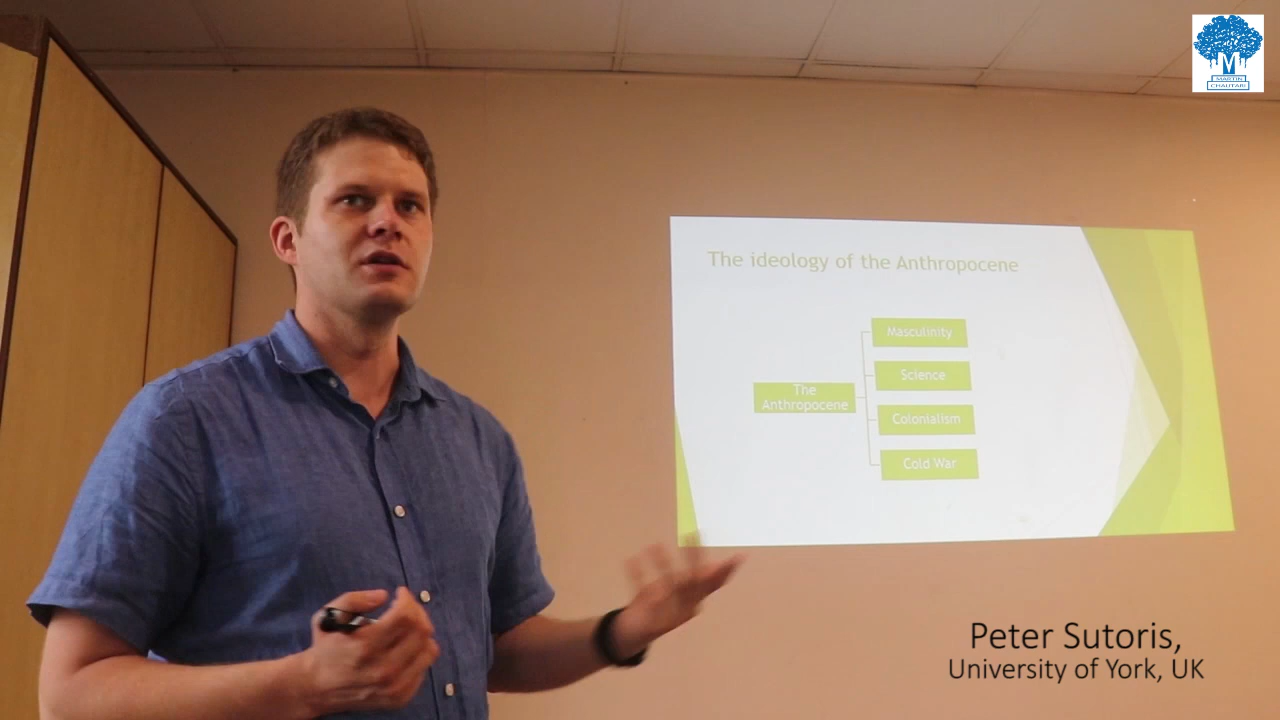 M
MARTIN
CHAUTARI
The ideology of the Anthropocene
Masculinity
Science
The
Anthropocene
Colonialism
Cold War
Peter Sutoris,
University of York, UK